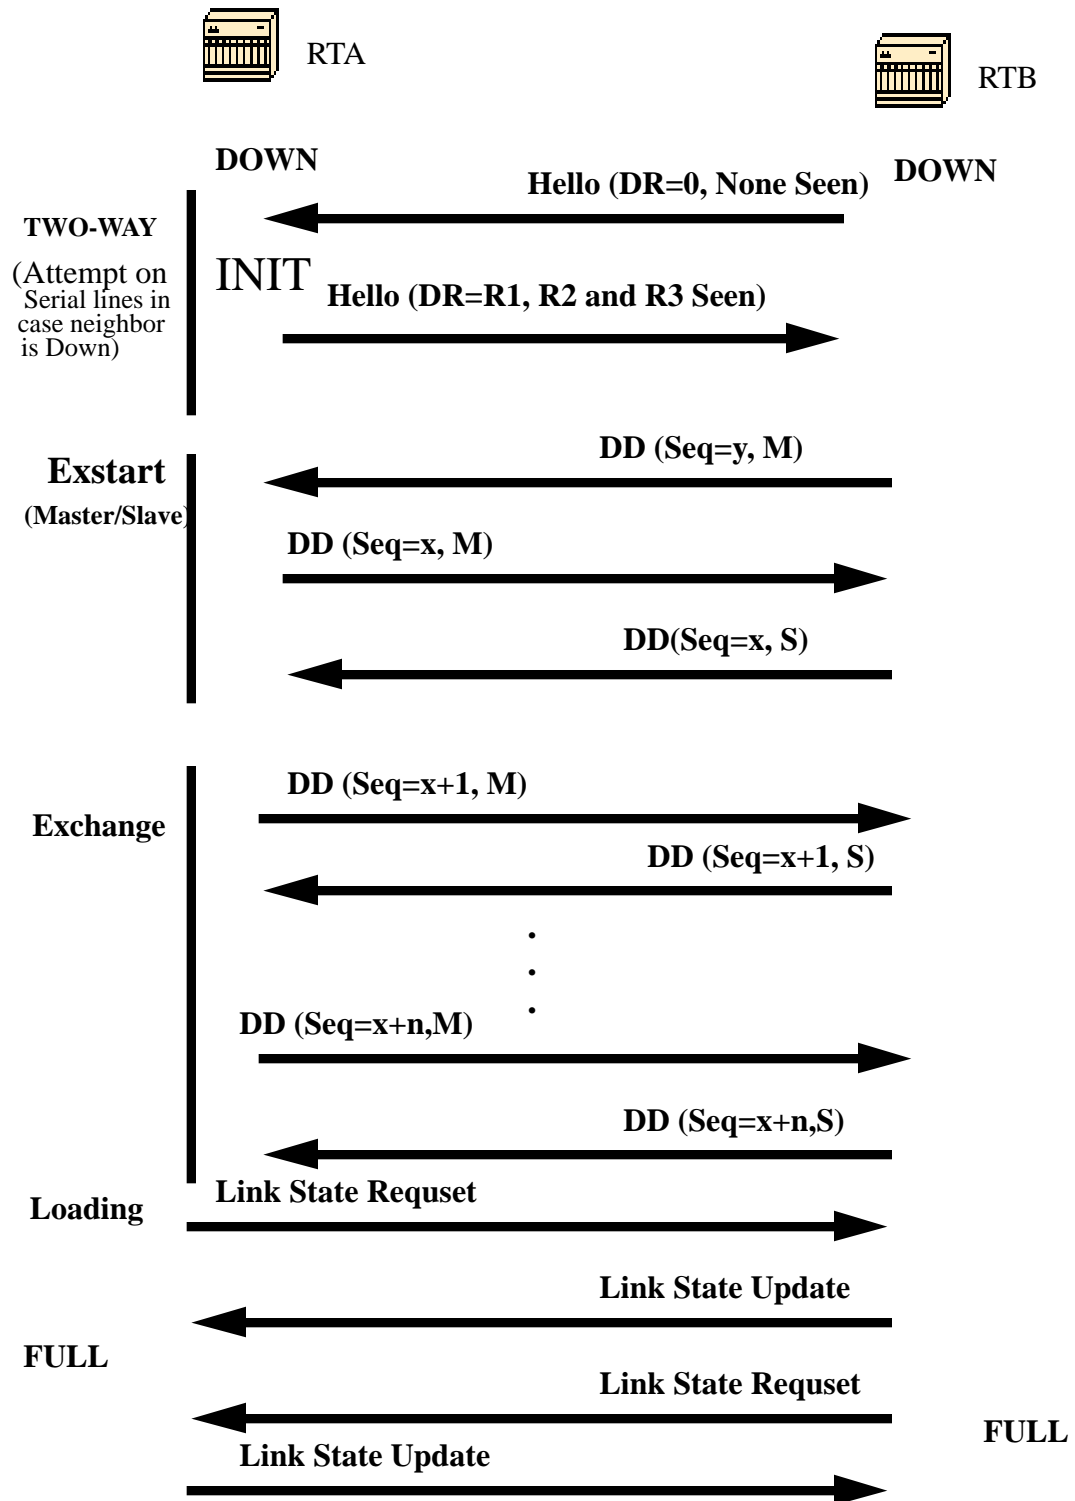 RTA
RTB
DOWN
DOWN
Hello (DR=0, None Seen)
TWO-WAY
(Attempt on
Serial lines in
case neighbor
is Down)
INIT
Hello (DR=R1, R2 and R3 Seen)
DD (Seq=y, M)
Exstart
(Master/Slave)
DD (Seq=x, M)
DD(Seq=x, S)
DD (Seq=x+1, M)
Exchange
DD (Seq=x+1, S)
.
.
.
DD (Seq=x+n,M)
DD (Seq=x+n,S)
Link State Requset
Loading
Link State Update
FULL
Link State Requset
FULL
Link State Update